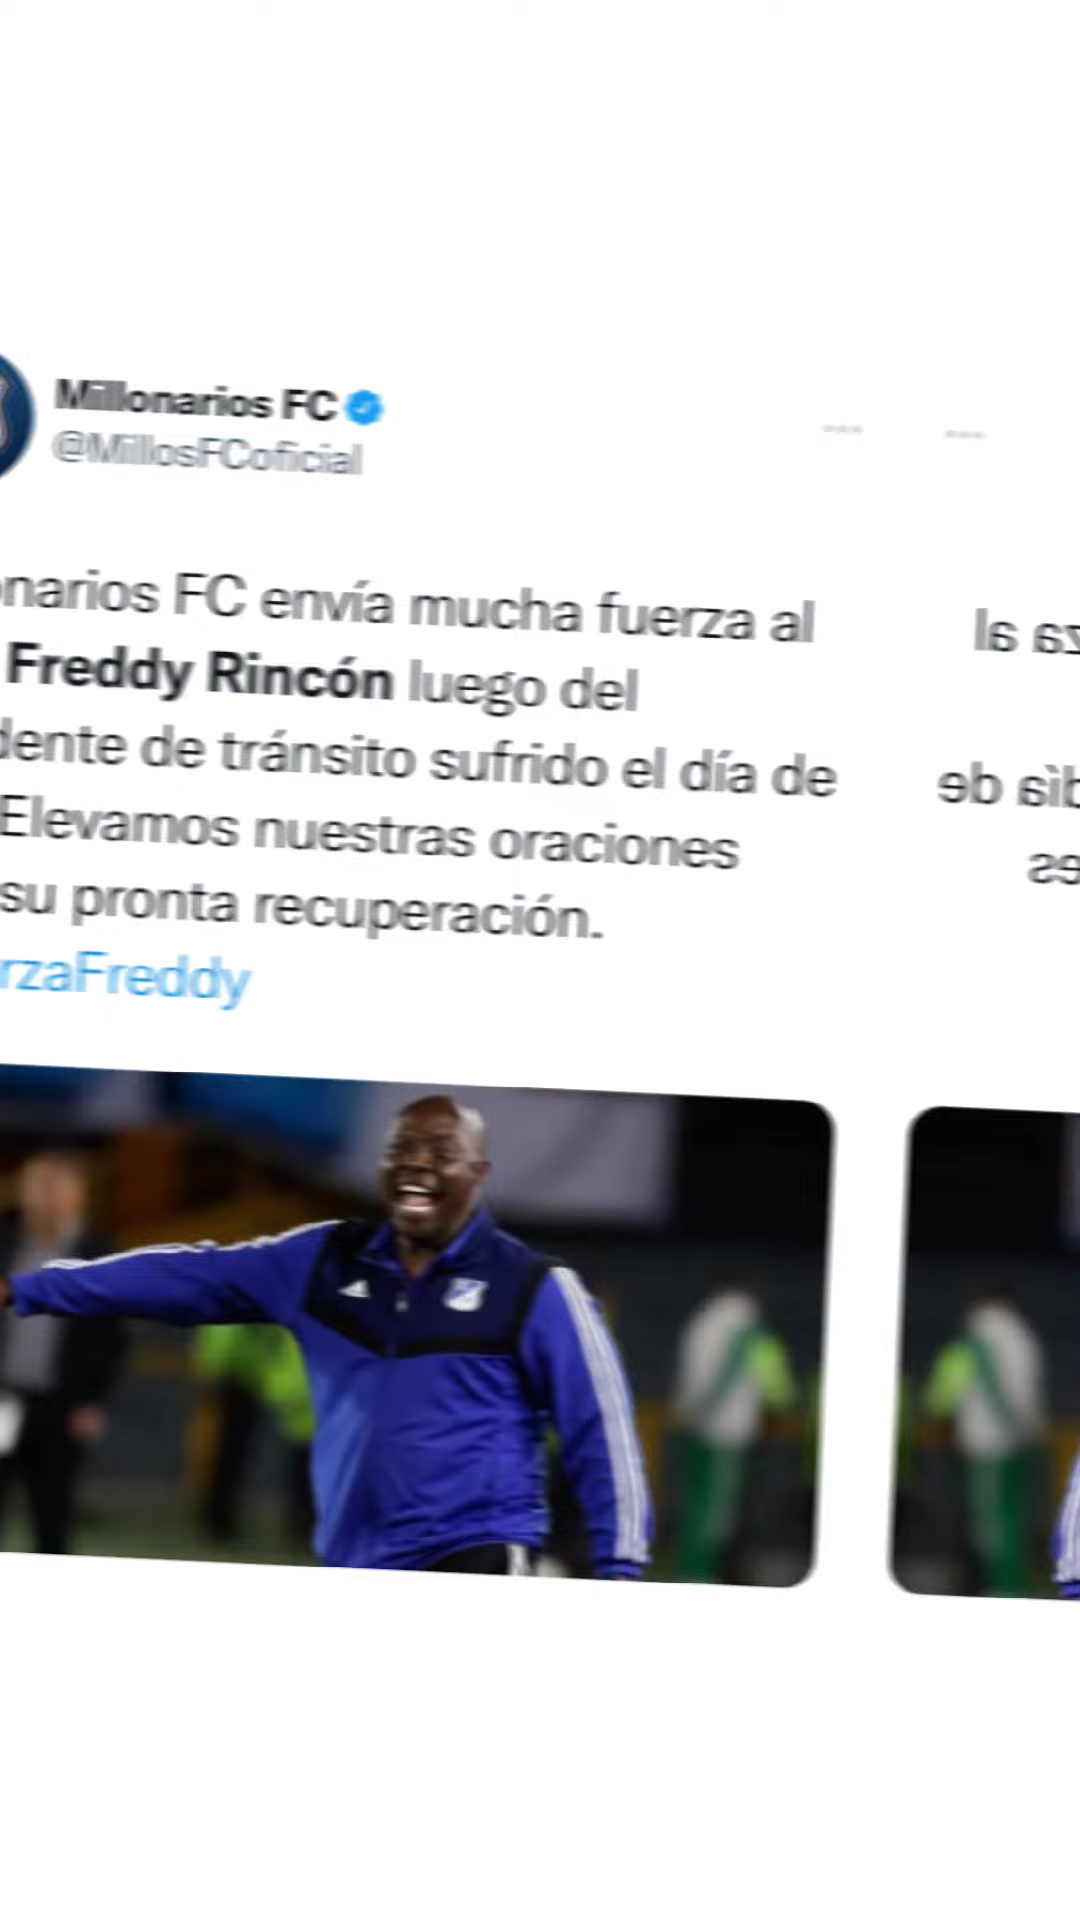 Millonarios FC
@MillosFCoficial
onarios FC envía mucha fuerza al
Freddy Rincón luego del
dente de tránsito sufrido el día de
Elevamos nuestras oraciones
su pronta recuperación.
rzaFreddy